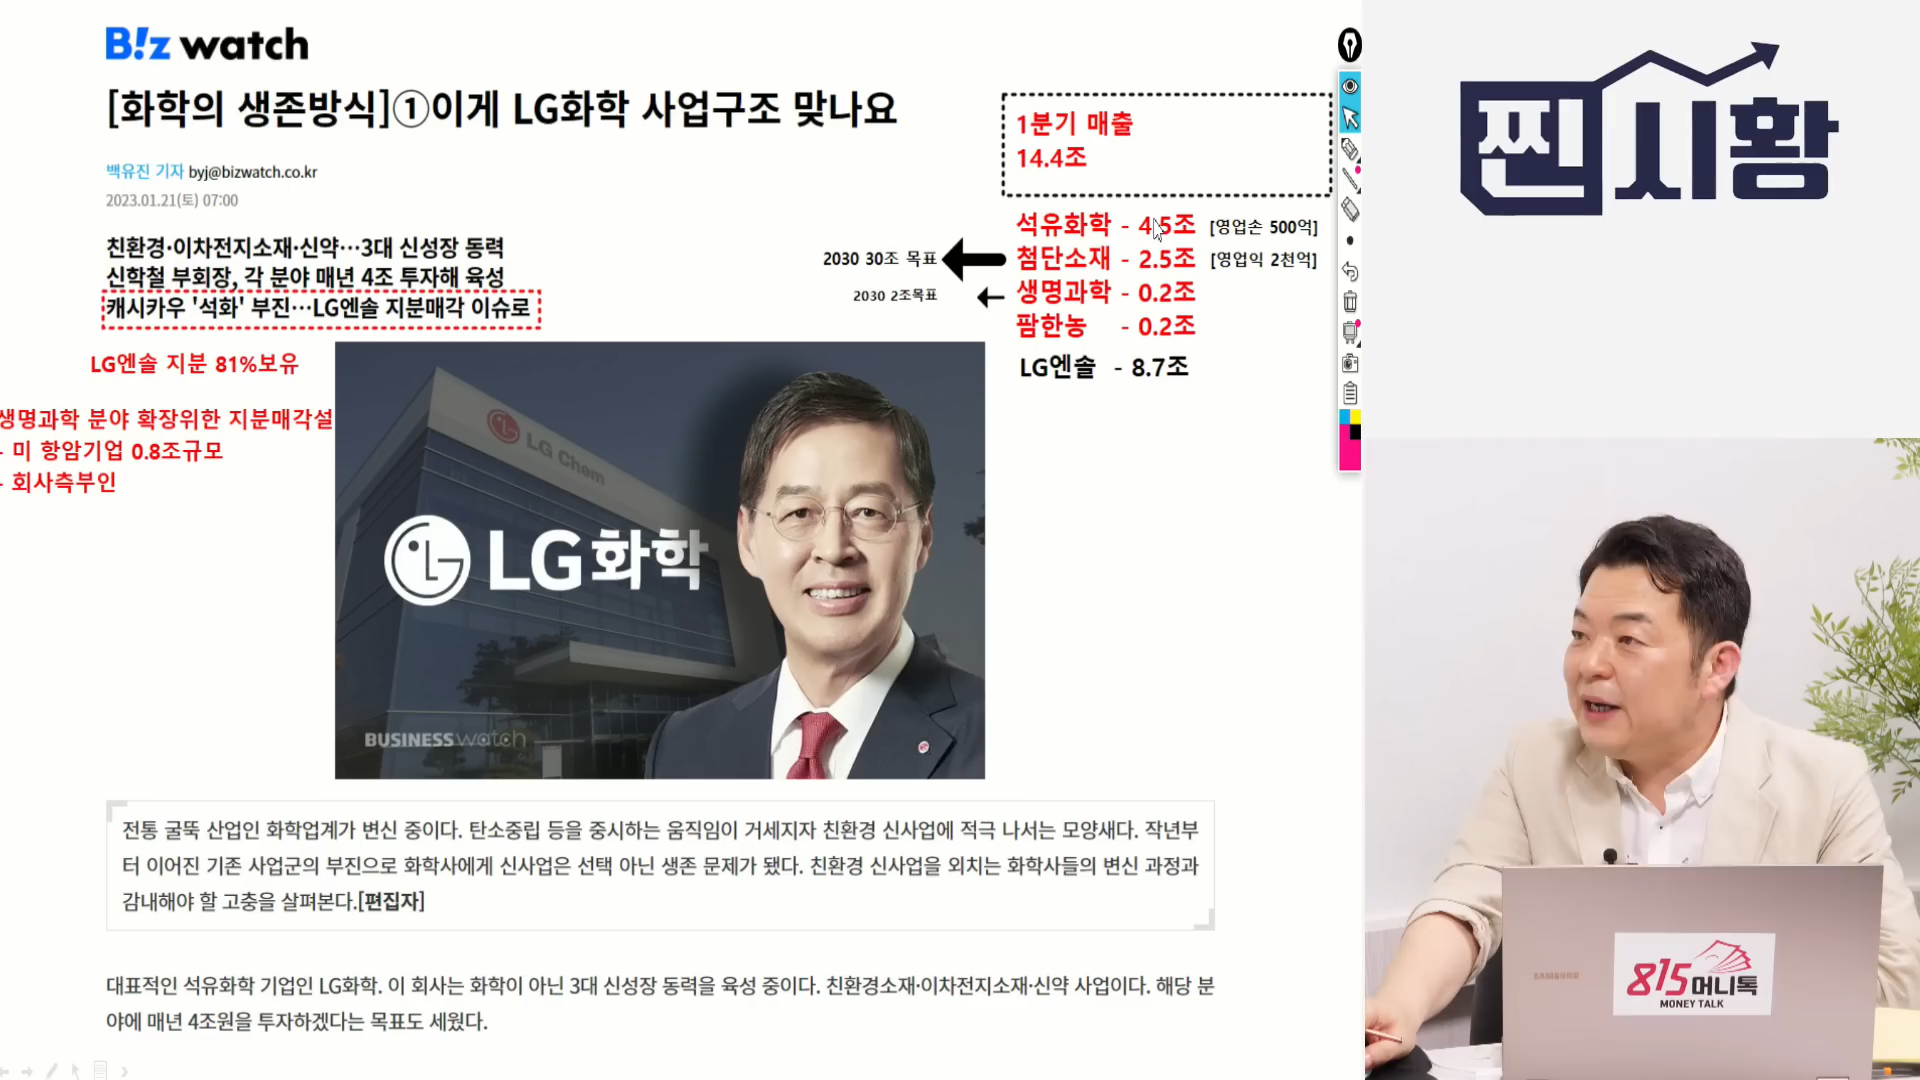 B!z watch
[화학의 생존방식]①이게 LG화학 사업구조 맞나요
백유진 기자 byj@bizwatch.co.kr
2023.01.21(토) 07:00
친환경·이차전지소재·신약…3대 신성장 동력
신학철 부회장, 각 분야 매년 4조 투자해 육성
캐시카우 '석화' 부진…LG엔솔 지분매각 이슈로
LG엔솔 지분 81%보유
생명과학 분야 확장위한 지분매각설
- 미 항암기업 0.8조규모
- 회사측부인
1분기 매출
14.4조
석유화학 - 4.5조 [영업손 500억]
2030 30조 목표
첨단소재 - 2.5조 [영업익 2천억]
2030 2조목표
생명과학 - 0.2조
팜한농 - 0.2조
LG엔솔 - 8.7조
LG Chem
LG화학
BUSINESS watch
전통 굴뚝 산업인 화학업계가 변신 중이다. 탄소중립 등을 중시하는 움직임이 거세지자 친환경 신사업에 적극 나서는 모양새다. 작년부
터 이어진 기존 사업군의 부진으로 화학사에게 신사업은 선택 아닌 생존 문제가 됐다. 친환경 신사업을 외치는 화학사들의 변신 과정과
감내해야 할 고충을 살펴본다.[편집자]
대표적인 석유화학 기업인 LG화학. 이 회사는 화학이 아닌 3대 신성장 동력을 육성 중이다. 친환경소재·이차전지소재·신약 사업이다. 해당 분
야에 매년 4조원을 투자하겠다는 목표도 세웠다.
찐시황
SAMSUNG
815머니톡
MONEY TALK